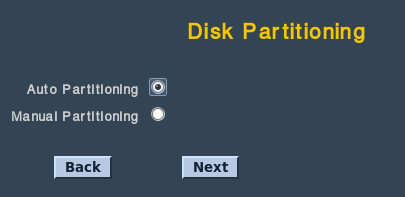 Disk Partitioning
Auto Partitioning
Manual Partitioning
Back Next